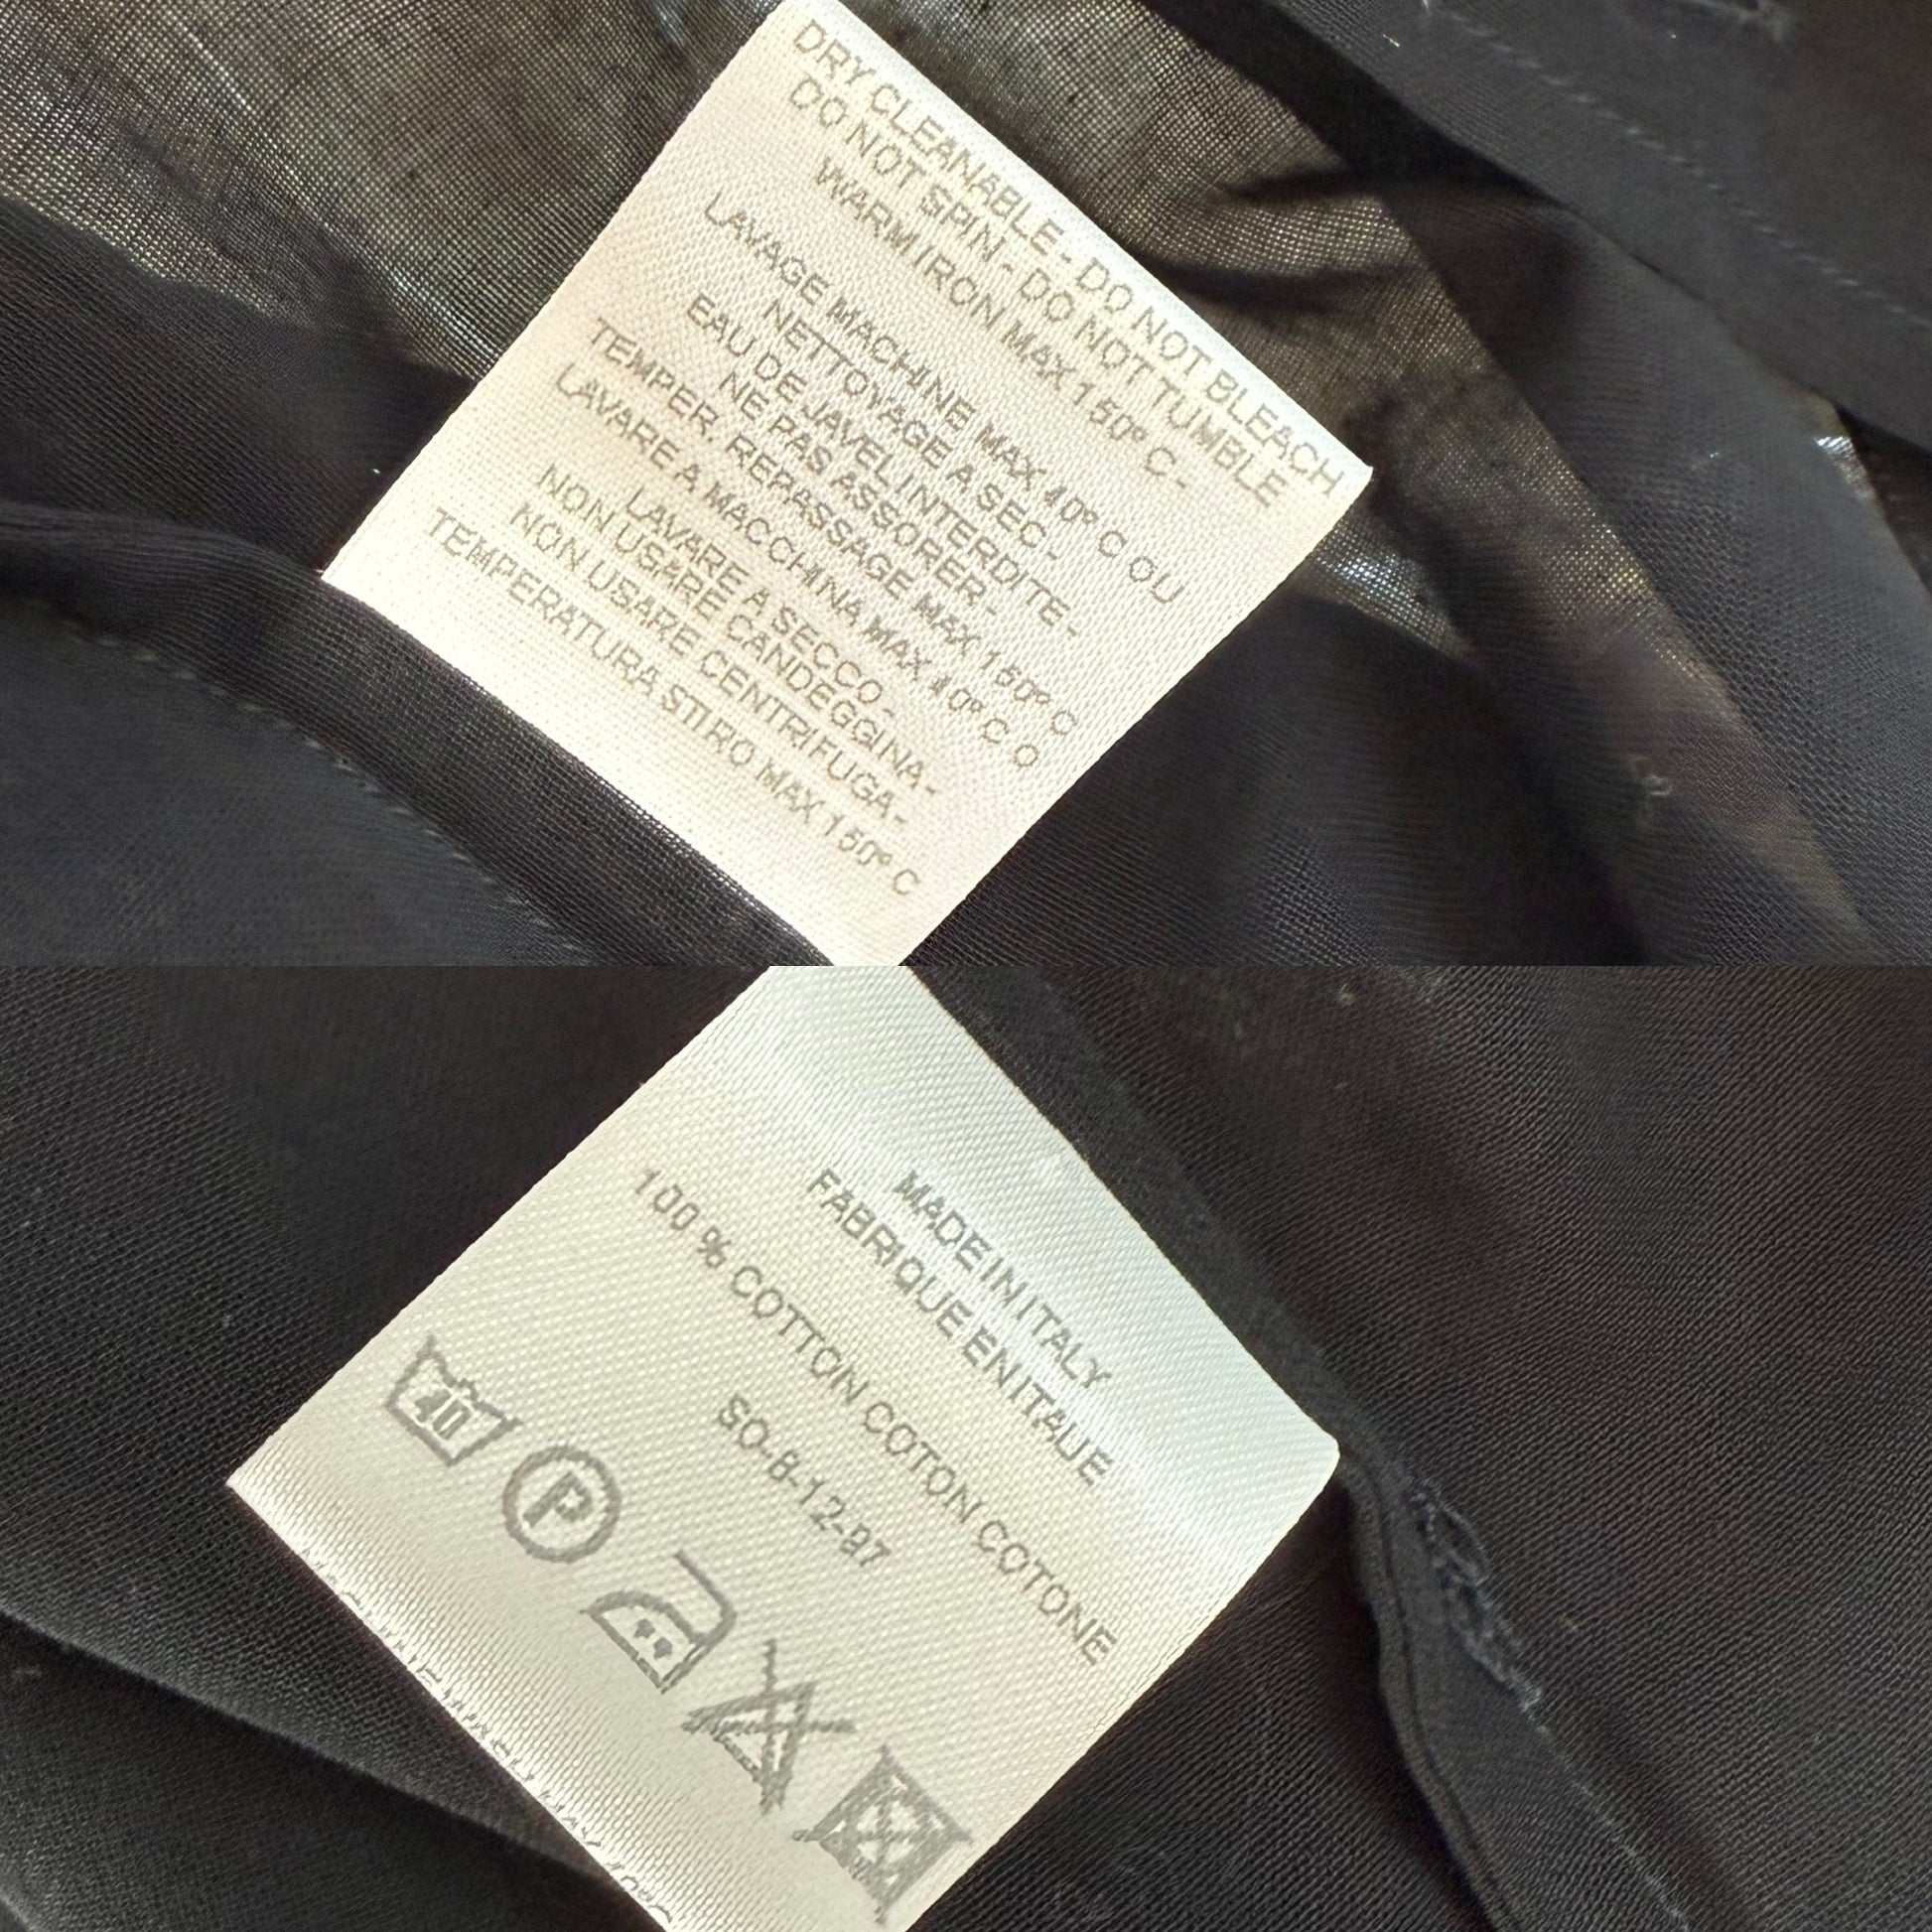 DRY CLEANABLE - DO NOT BLEACH
DO NOT SPIN - DO NOT TUMBLE
WARM IRON MAX 150° C -
LAVAGE MACHINE MAX 40° C OU
NETTOYAGE A SEC -
EAU DE JAVEL INTERDITE -
NE PAS ASSORER -
TEMPER. REPASSAGE MAX 150° C
LAVARE A MACCHINA MAX 40° C O
LAVARE A SECCO -
NON USARE CANDEGGINA -
NON USARE CENTRIFUGA -
TEMPERATURA STIRO MAX 150° C
MADE IN ITALY
FABRIQUE EN ITALIE
100 % COTTON COTON COTONE
SO-8-12-97
40
P